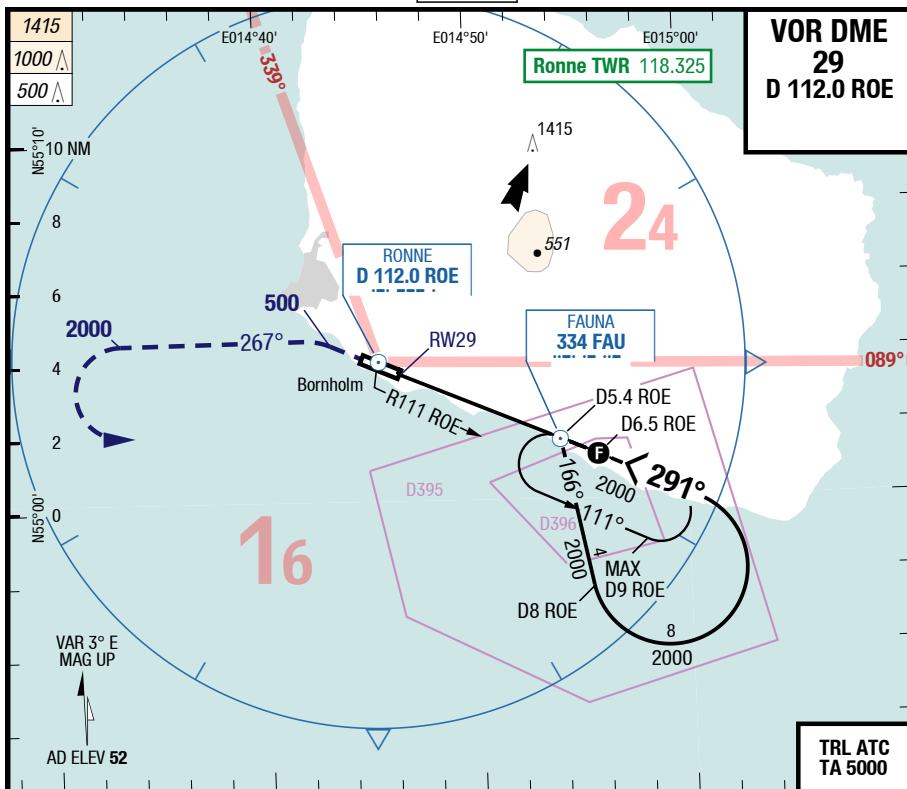 1415
1000
500
E014°40'
E014°50'
E015°00'
VOR DME
29
D 112.0 ROE
Ronne TWR 118.325
339°
N55°10'
10 NM
1415
24
551
8
6
4
2
0
RONNE
D 112.0 ROE
FAUNA
334 FAU
500
2000
267°
RW29
089°
Bornholm
R111 ROE
D5.4 ROE
D6.5 ROE
F
291°
2000
166°
111°
D395
D396
N55°00'
16
2000
4
MAX
D9 ROE
D8 ROE
8
2000
VAR 3° E
MAG UP
AD ELEV 52
TRL ATC
TA 5000